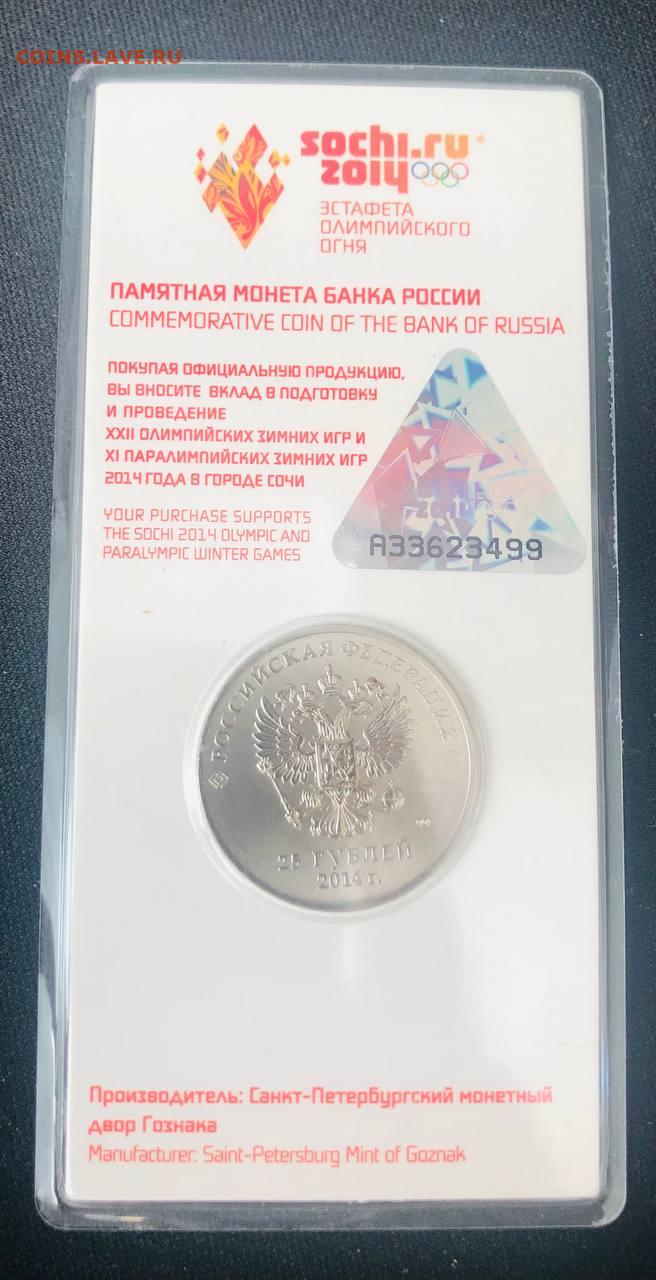 COINS.LAVE.RU
sochi.ru
2014
ЭСТАФЕТА
ОЛИМПИЙСКОГО
ОГНЯ
ПАМЯТНАЯ МОНЕТА БАНКА РОССИИ
COMMEMORATIVE COIN OF THE BANK OF RUSSIA
ПОКУПАЯ ОФИЦИАЛЬНУЮ ПРОДУКЦИЮ,
ВЫ ВНОСИТЕ ВКЛАД В ПОДГОТОВКУ
И ПРОВЕДЕНИЕ
XXII ОЛИМПИЙСКИХ ЗИМНИХ ИГР И
XI ПАРАЛИМПИЙСКИХ ЗИМНИХ ИГР
2014 ГОДА В ГОРОДЕ СОЧИ
YOUR PURCHASE SUPPORTS
THE SOCHI 2014 OLYMPIC AND
PARALYMPIC WINTER GAMES
A33623499
РОССИЙСКАЯ ФЕДЕРАЦИЯ
25 РУБЛЕЙ
2014 г.
Производитель: Санкт-Петербургский монетный
двор Гознака
Manufacturer: Saint-Petersburg Mint of Goznak